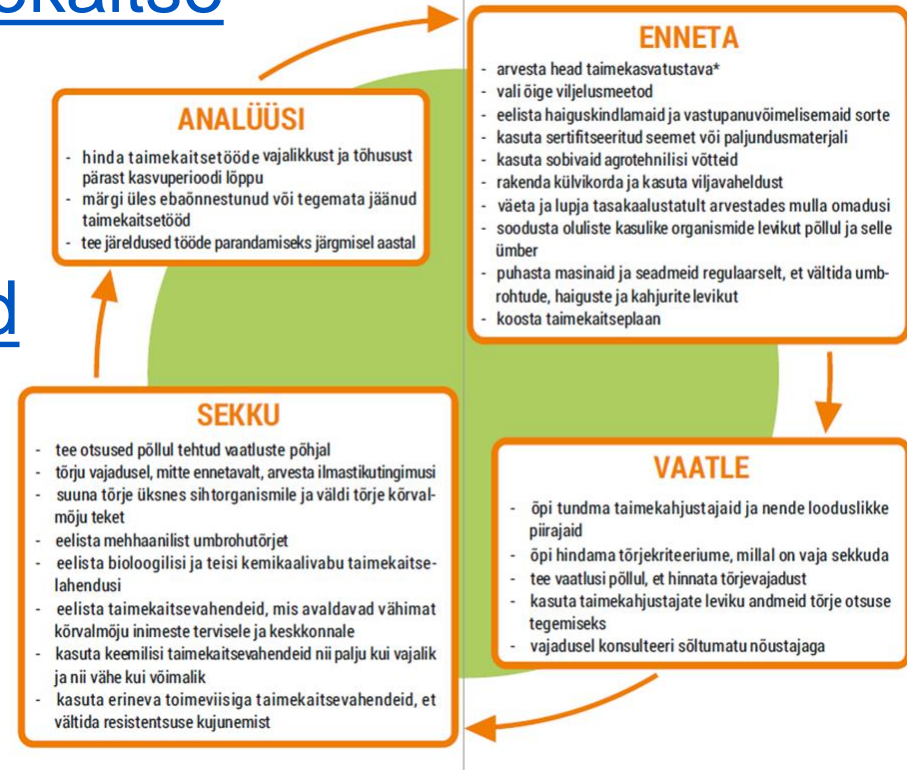 ENNETA
- arvesta head taimekasvatustava*
- vali õige viljelusmeetod
- eelista haiguskindlamaid ja vastupanuvõimelisemaid sorte
- kasuta sertifitseeritud seemet või paljundusmaterjali
- kasuta sobivaid agrotehnilisi võtteid
- rakenda külvikorda ja kasuta viljavaheldust
- väeta ja lupja tasakaalustatult arvestades mulla omadusi
- soodusta oluliste kasulike organismide levikut põllul ja selle
ümber
- puhasta masinaid ja seadmeid regulaarselt, et vältida umb-
rohtude, haiguste ja kahjurite levikut
- koosta taimekaitseplaan
VAATLE
- õpi tundma taimekahjustajaid ja nende looduslikke
piirajaid
- õpi hindama tõrjekriteeriume, millal on vaja sekkuda
- tee vaatlusi põllul, et hinnata tõrjevajadust
- kasuta taimekahjustajate leviku andmeid tõrje otsuse
tegemiseks
- vajadusel konsulteeri sõltumatu nõustajaga
SEKKU
- tee otsused põllul tehtud vaatluste põhjal
- tõrju vajadusel, mitte ennetavalt, arvesta ilmastikutingimusi
- suuna tõrje üksnes sihtorganismile ja väldi tõrje kõrval-
mõju teket
- eelista mehhaanilist umbrohutõrjet
- eelista bioloogilisi ja teisi kemikaalivabu taimekaitse-
lahendusi
- eelista taimekaitsevahendeid, mis avaldavad vähimat
kõrvalmõju inimeste tervisele ja keskkonnale
- kasuta keemilisi taimekaitsevahendeid nii palju kui vajalik
ja nii vähe kui võimalik
- kasuta erineva toimeviisiga taimekaitsevahendeid, et
vältida resistentsuse kujunemist
ANALÜÜSI
- hinda taimekaitsetööde vajalikkust ja tõhusust
pärast kasvuperioodi lõppu
- märgi üles ebaõnnestunud või tegemata jäänud
taimekaitsetööd
- tee järeldused tööde parandamiseks järgmisel aastal